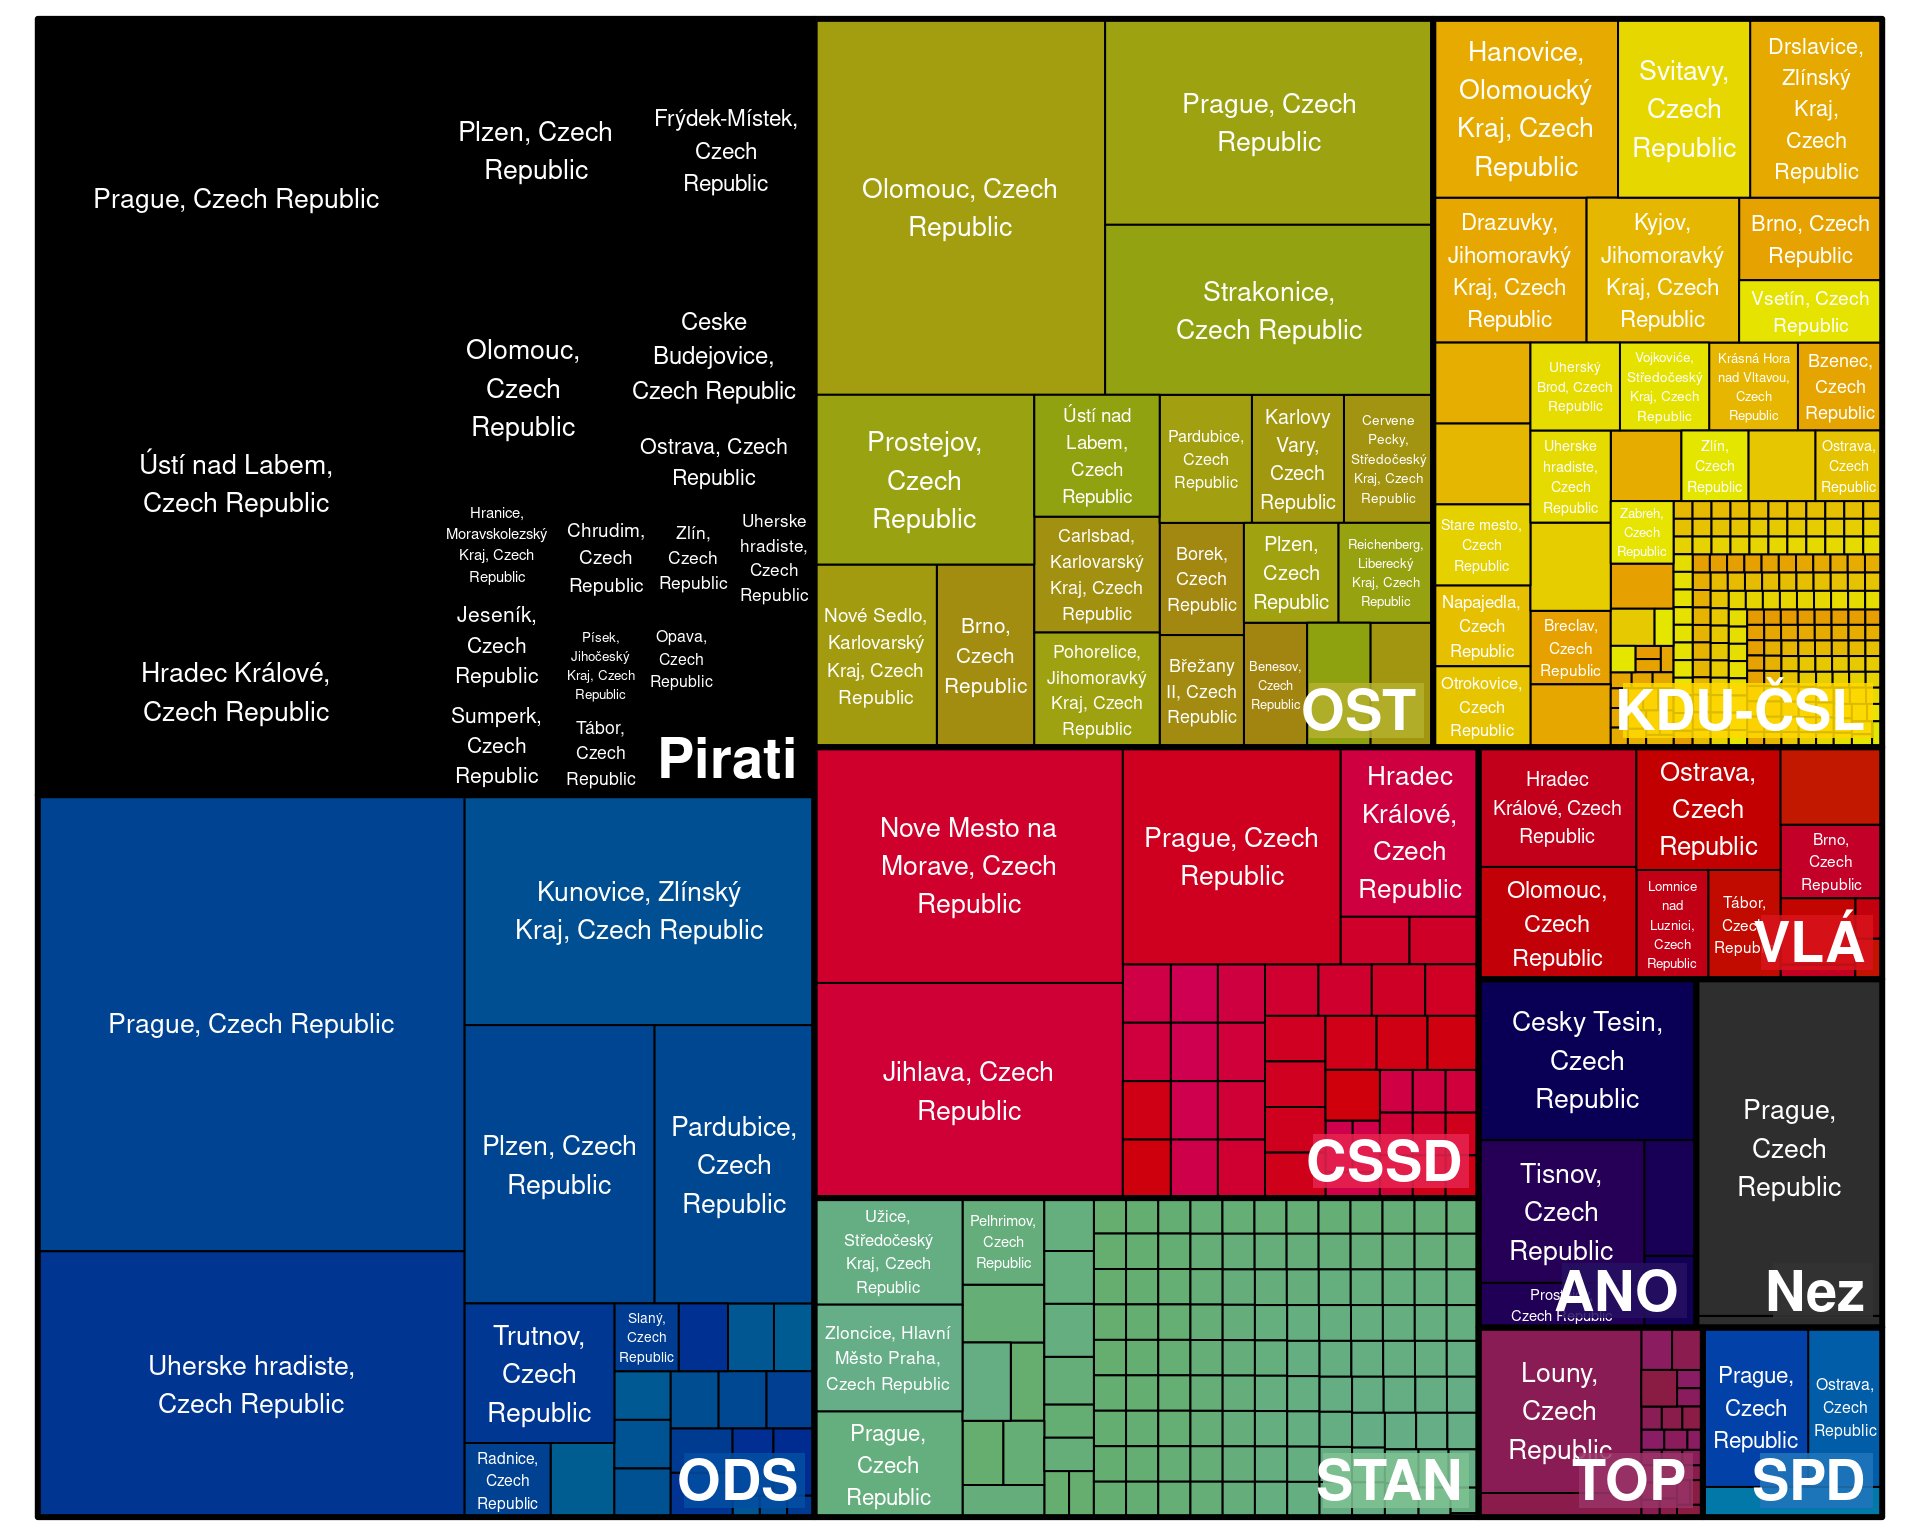 Prague, Czech Republic
Plzen, Czech
Republic
Frýdek-Místek,
Czech
Republic
Ústí nad Labem,
Czech Republic
Olomouc,
Czech
Republic
Ceske
Budejovice,
Czech Republic
Ostrava, Czech
Republic
Hradec Králové,
Czech Republic
Hranice,
Moravskolezský
Kraj, Czech
Republic
Chrudim,
Czech
Republic
Zlín,
Czech
Republic
Uherske
hradiste,
Czech
Republic
Jeseník,
Czech
Republic
Písek,
Jihočeský
Kraj, Czech
Republic
Opava,
Czech
Republic
Sumperk,
Czech
Republic
Tábor,
Czech
Republic
Pirati
Olomouc, Czech
Republic
Prague, Czech
Republic
Strakonice,
Czech Republic
Prostejov,
Czech
Republic
Ústí nad
Labem,
Czech
Republic
Pardubice,
Czech
Republic
Karlovy
Vary,
Czech
Republic
Cervene
Pecky,
Středočeský
Kraj, Czech
Republic
Nové Sedlo,
Karlovarský
Kraj, Czech
Republic
Brno,
Czech
Republic
Carlsbad,
Karlovarský
Kraj, Czech
Republic
Pohorelice,
Jihomoravký
Kraj, Czech
Republic
Borek,
Czech
Republic
Plzen,
Czech
Republic
Reichenberg,
Liberecký
Kraj, Czech
Republic
Břežany
II, Czech
Republic
Benesov,
Czech
Republic
OST
Hanovice,
Olomoucký
Kraj, Czech
Republic
Svitavy,
Czech
Republic
Drslavice,
Zlínský
Kraj,
Czech
Republic
Drazuvky,
Jihomoravký
Kraj, Czech
Republic
Kyjov,
Jihomoravký
Kraj, Czech
Republic
Brno, Czech
Republic
Vsetín, Czech
Republic
Uherský
Brod, Czech
Republic
Vojkoviće,
Středočeský
Kraj, Czech
Republic
Krásná Hora
nad Vltavou,
Czech
Republic
Bzenec,
Czech
Republic
Uherske
hradiste,
Czech
Republic
Zlín,
Czech
Republic
Ostrava,
Czech
Republic
Stare mesto,
Czech
Republic
Zabreh,
Czech
Republic
Napajedla,
Czech
Republic
Breclav,
Czech
Republic
Otrokovice,
Czech
Republic
KDU-ČSL
Prague, Czech Republic
Kunovice, Zlínský
Kraj, Czech Republic
Plzen, Czech
Republic
Pardubice,
Czech
Republic
Uherske hradiste,
Czech Republic
Trutnov,
Czech
Republic
Slaný,
Czech
Republic
Radnice,
Czech
Republic
ODS
Nove Mesto na
Morave, Czech
Republic
Prague, Czech
Republic
Hradec
Králové,
Czech
Republic
Jihlava, Czech
Republic
CSSD
Hradec
Králové, Czech
Republic
Ostrava,
Czech
Republic
Brno,
Czech
Republic
Olomouc,
Czech
Republic
Lomnice
nad
Luznici,
Czech
Republic
Tábor,
Czech
Repub
VLÁ
Užice,
Středočeský
Kraj, Czech
Republic
Pelhrimov,
Czech
Republic
Zloncice, Hlavní
Město Praha,
Czech Republic
Prague,
Czech
Republic
STAN
Cesky Tesin,
Czech
Republic
Tisnov,
Czech
Republic
Czech Republic
ANO
Prague,
Czech
Republic
Nez
Louny,
Czech
Republic
TOP
Prague,
Czech
Republic
Ostrava,
Czech
Republic
SPD